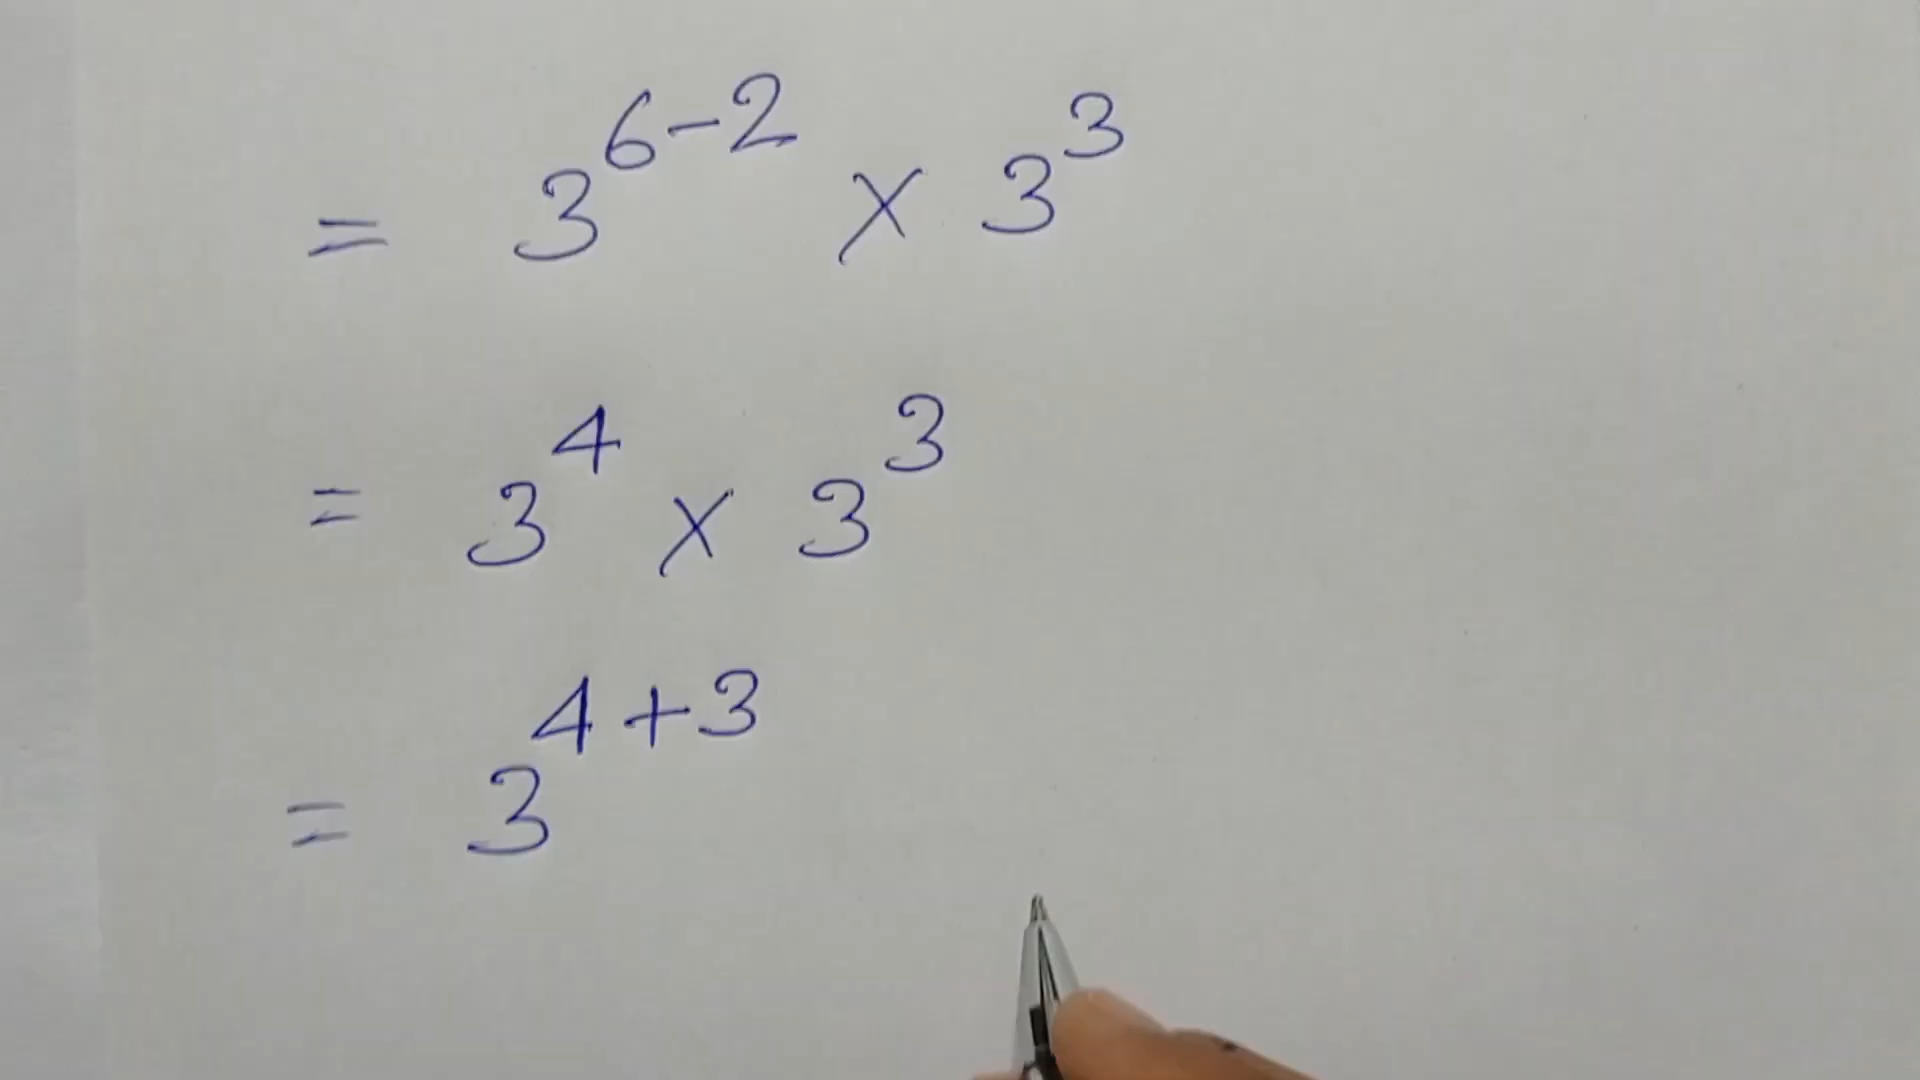 = 3^{6-2} × 3^3
= 3^4 × 3^3
= 3^{4+3}